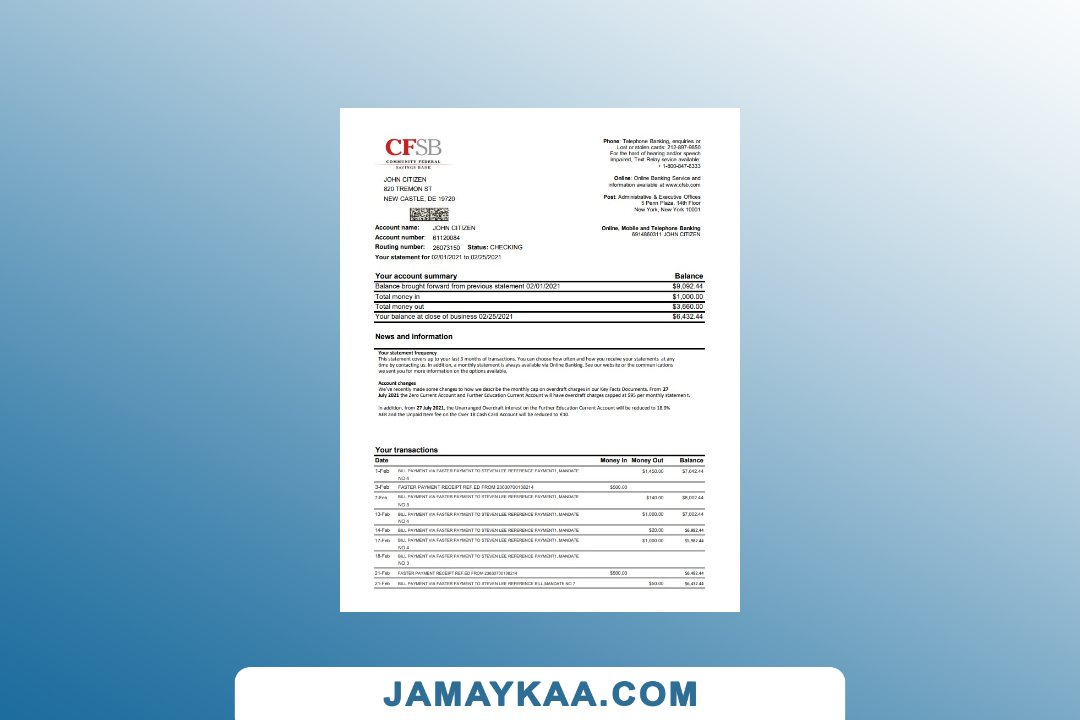 CFSB
COMMUNITY FEDERAL
SAVINGS BANK
JOHN CITIZEN
820 TREMON ST
NEW CASTLE, DE 19720
Phone: Telephone Banking, enquiries or
Lost or stolen cards: 212-897-9850
For the hard of hearing and/or speech
impaired, Text Relay service available:
+ 1-800-847-8333
Online: Online Banking Service and
information available at www.cfsb.com
Post: Administrative & Executive Offices
5 Penn Plaza, 14th Floor
New York, New York 10001
Online, Mobile and Telephone Banking
6914860311 JOHN CITIZEN
Account name: JOHN CITIZEN
Account number: 61120084
Routing number: 26073150 Status: CHECKING
Your statement for 02/01/2021 to 02/25/2021
Your account summary Balance
Balance brought forward from previous statement 02/01/2021 $9,092.44
Total money in $1,000.00
Total money out $3,660.00
Your balance at close of business 02/25/2021 $6,432.44
News and information
Your statement frequency
This statement covers up to your last 3 months of transactions. You can choose how often and how you receive your statements at any
time by contacting us. In addition, a monthly statement is always available via Online Banking. See our website or the communications
we sent you for more information on the options available.
Account changes
We've recently made some changes to how we describe the monthly cap on overdraft charges in our Key Facts Documents. From 27
July 2021 the Zero Current Account and Further Education Current Account will have overdraft charges capped at $95 per monthly statement.
In addition, from 27 July 2021, the Unarranged Overdraft Interest on the Further Education Current Account will be reduced to 18.9%
AER and the Unpaid Item fee on the Over 18 Cash Card Account will be reduced to €10.
Your transactions
Date Money In Money Out Balance
1-Feb BILL PAYMENT VIA FASTER PAYMENT TO STEVEN LEE REFERENCE PAYMENT1, MANDATE $1,450.00 $7,642.44
NO 6
3-Feb FASTER PAYMENT RECEIPT REF.ED FROM 23630700138214 $500.00
7-Feb BILL PAYMENT VIA FASTER PAYMENT TO STEVEN LEE REFERENCE PAYMENT1, MANDATE $140.00 $8,002.44
NO 5
13-Feb BILL PAYMENT VIA FASTER PAYMENT TO STEVEN LEE REFERENCE PAYMENT1, MANDATE $1,000.00 $7,002.44
NO 4
14-Feb BILL PAYMENT VIA FASTER PAYMENT TO STEVEN LEE REFERENCE PAYMENT1, MANDATE $20.00 $6,982.44
17-Feb BILL PAYMENT VIA FASTER PAYMENT TO STEVEN LEE REFERENCE PAYMENT1, MANDATE $1,000.00 $5,982.44
NO 4
18-Feb BILL PAYMENT VIA FASTER PAYMENT TO STEVEN LEE REFERENCE PAYMENT1, MANDATE
NO 3
21-Feb FASTER PAYMENT RECEIPT REF.ED FROM 23630700138214 $500.00 $6,482.44
21-Feb BILL PAYMENT VIA FASTER PAYMENT TO STEVEN LEE REFERENCE BILL,MANDATE NO 7 $50.00 $6,432.44
JAMAYKAA.COM